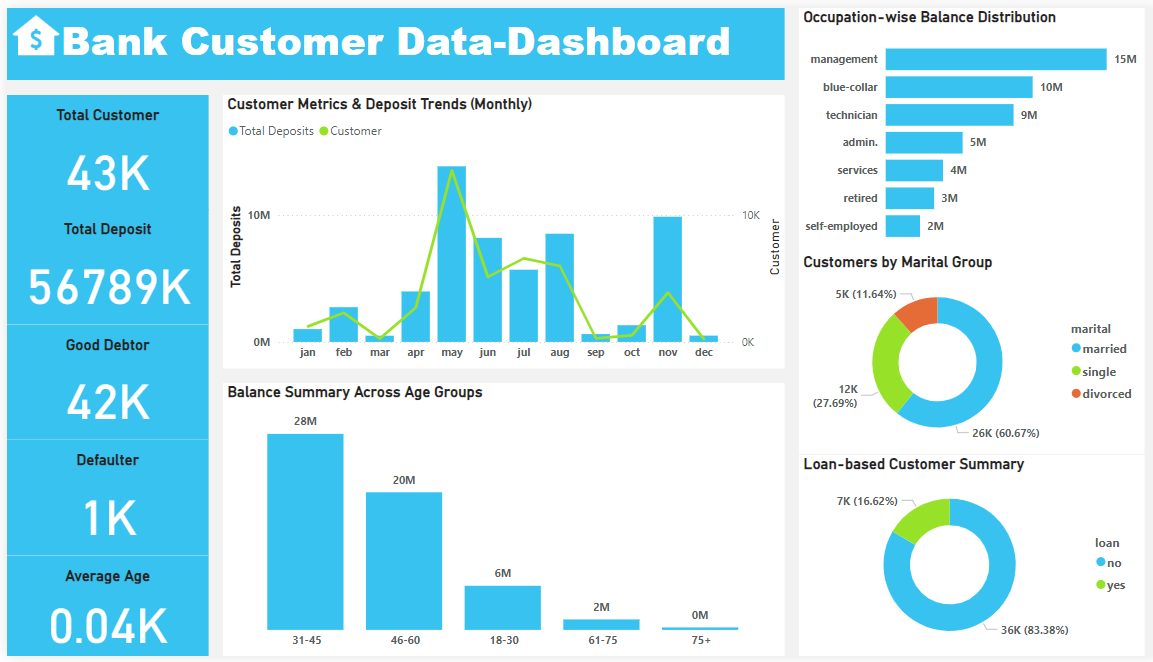 $
Bank Customer Data-Dashboard
Total Customer
43K
Total Deposit
56789K
Good Debtor
42K
Defaulter
1K
Average Age
0.04K
Customer Metrics & Deposit Trends (Monthly)
Total Deposits Customer
Total Deposits
10M
0M
10K
0K
Customer
jan feb mar apr may jun jul aug sep oct nov dec
Balance Summary Across Age Groups
28M
20M
6M
2M
0M
31-45 46-60 18-30 61-75 75+
Occupation-wise Balance Distribution
management 15M
blue-collar 10M
technician 9M
admin. 5M
services 4M
retired 3M
self-employed 2M
Customers by Marital Group
5K (11.64%)
12K
(27.69%)
26K (60.67%)
marital
married
single
divorced
Loan-based Customer Summary
7K (16.62%)
36K (83.38%)
loan
no
yes